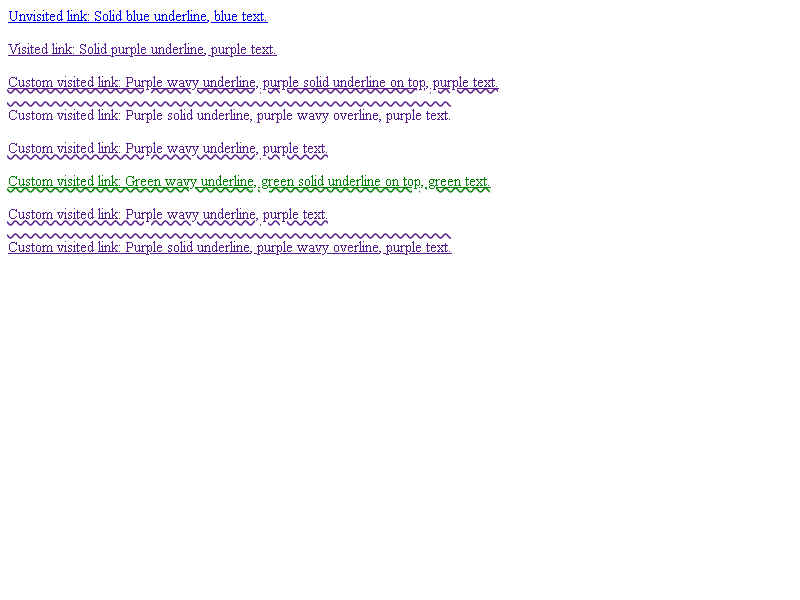 Unvisited link: Solid blue underline, blue text.
Visited link: Solid purple underline, purple text.
Custom visited link: Purple wavy underline, purple solid underline on top, purple text.
Custom visited link: Purple solid underline, purple wavy overline, purple text.
Custom visited link: Purple wavy underline, purple text.
Custom visited link: Green wavy underline, green solid underline on top, green text.
Custom visited link: Purple wavy underline, purple text.
Custom visited link: Purple solid underline, purple wavy overline, purple text.